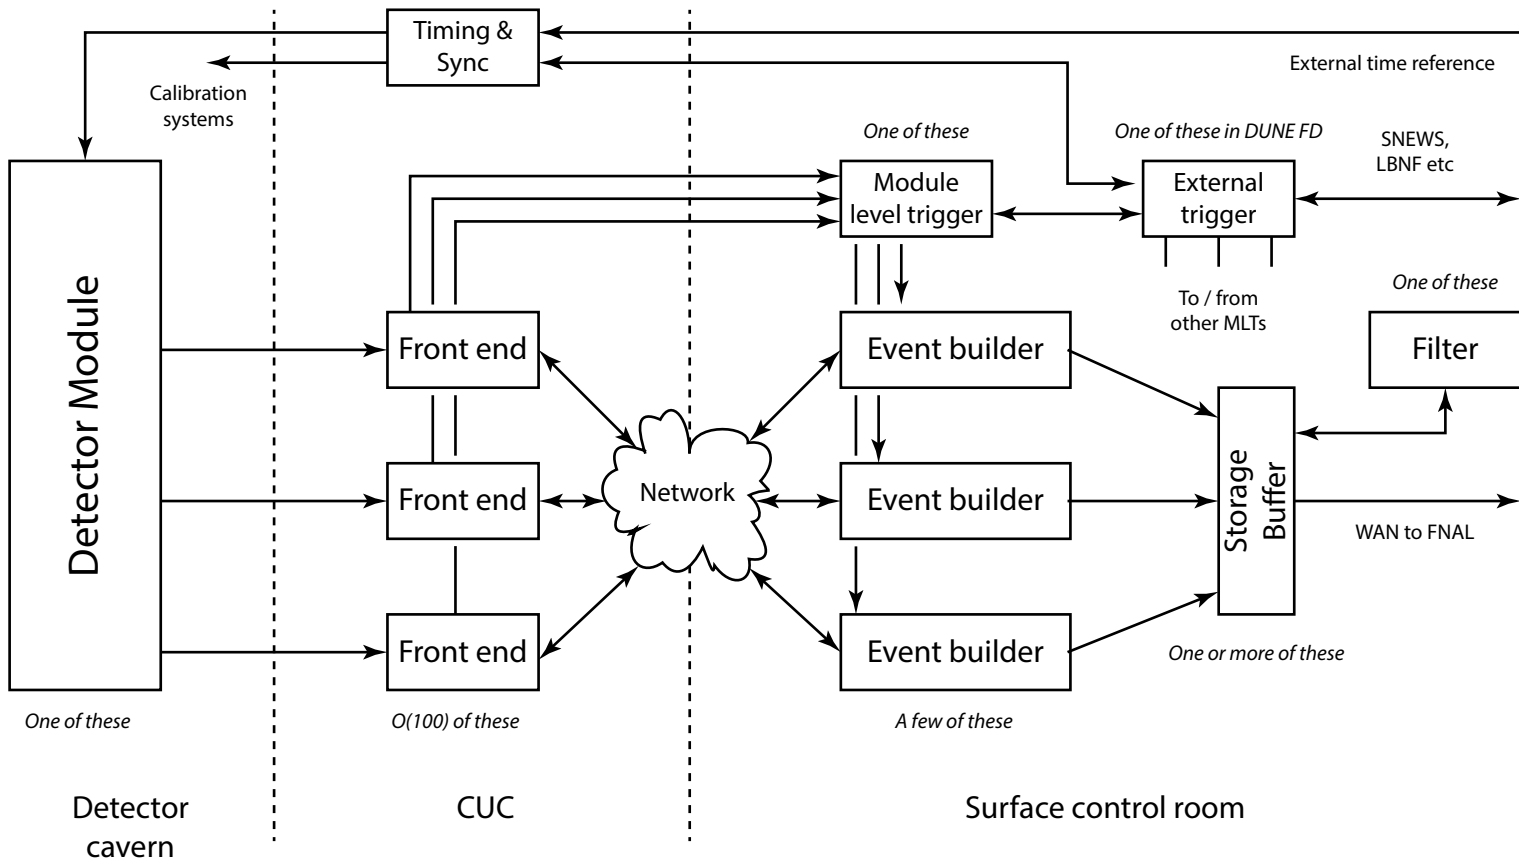 Timing &
Sync
External time reference
Calibration
systems
One of these
One of these in DUNE FD
SNEWS,
LBNF etc
Module
level trigger
External
trigger
To / from
other MLTs
One of these
Detector Module
Front end
Event builder
Filter
Network
Front end
Event builder
Storage
Buffer
WAN to FNAL
Front end
Event builder
One or more of these
One of these
O(100) of these
A few of these
Detector
cavern
CUC
Surface control room